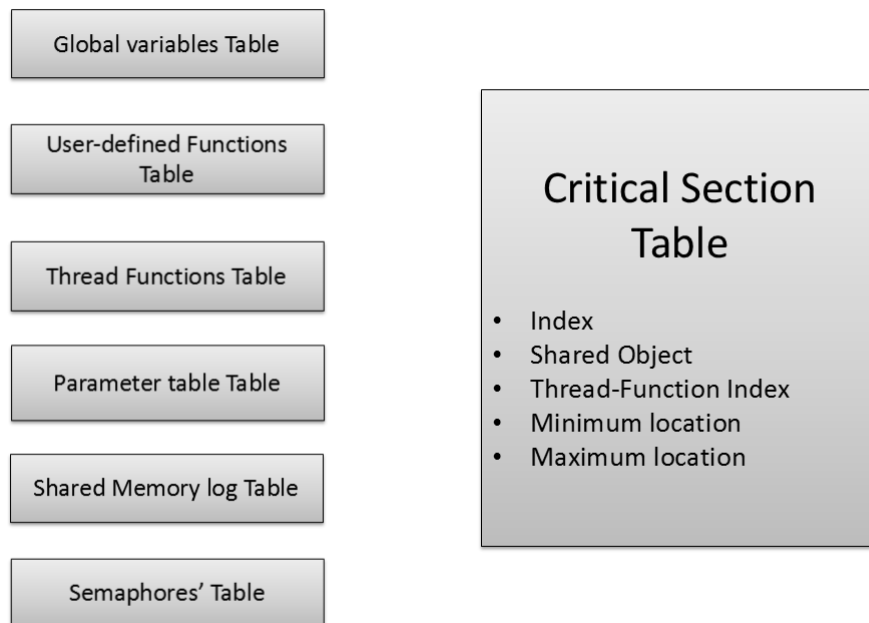 Global variables Table
User-defined Functions
Table
Thread Functions Table
Parameter table Table
Shared Memory log Table
Semaphores’ Table
Critical Section
Table
• Index
• Shared Object
• Thread-Function Index
• Minimum location
• Maximum location